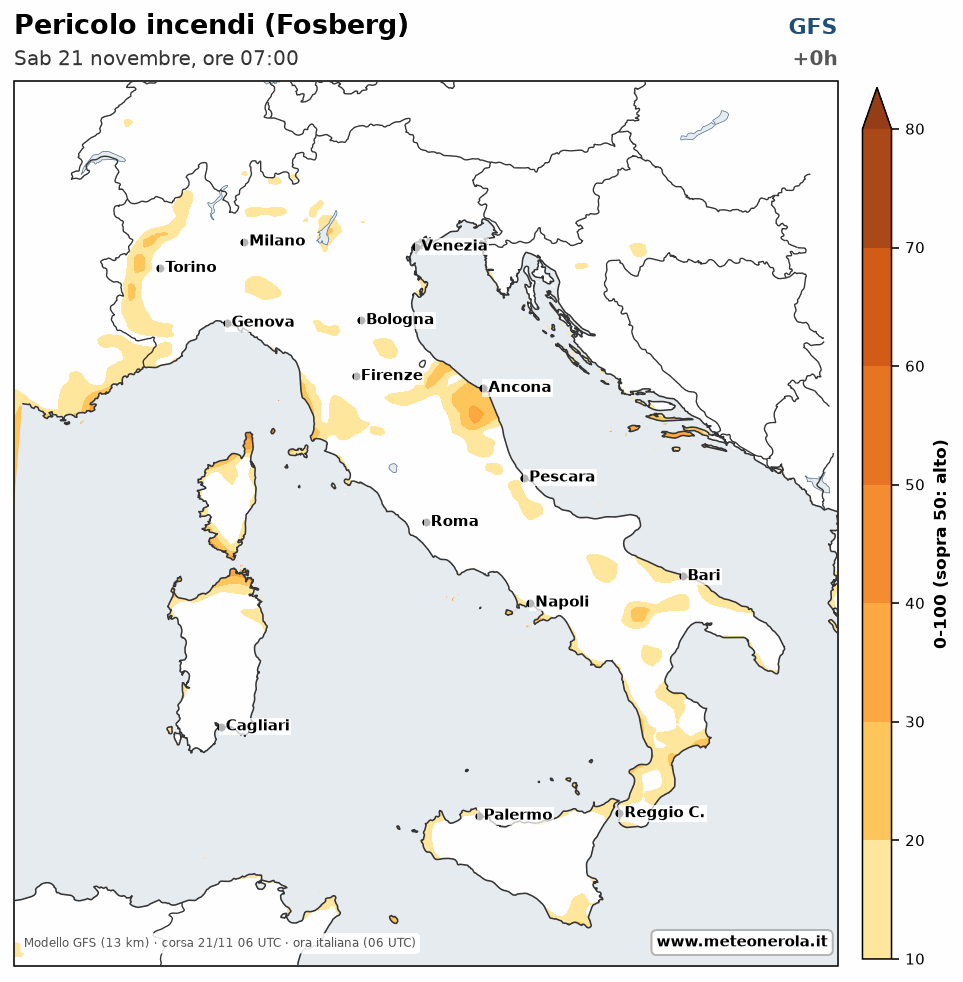 Pericolo incendi (Fosberg)
GFS
Sab 21 novembre, ore 07:00
+0h
Milano
Venezia
Torino
Genova
Bologna
Firenze
Ancona
Pescara
Roma
Bari
Napoli
Cagliari
Palermo
Reggio C.
80
70
60
50
40
30
20
10
0-100 (sopra 50: alto)
Modello GFS (13 km) · corsa 21/11 06 UTC · ora italiana (06 UTC)
www.meteonerola.it